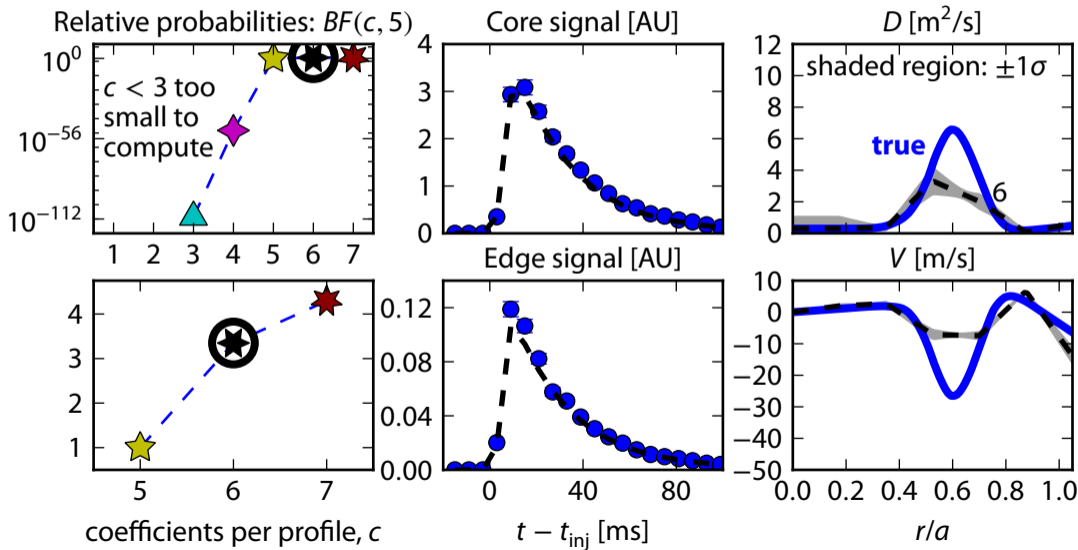 Relative probabilities: BF(c, 5)
10⁰
10⁻⁵⁶
10⁻¹¹²
c < 3 too
small to
compute
1 2 3 4 5 6 7
4
3
2
1
5 6 7
coefficients per profile, c
Core signal [AU]
4
3
2
1
0
Edge signal [AU]
0.12
0.08
0.04
0.00
0 40 80
t − t_inj [ms]
D [m²/s]
12
10
8
6
4
2
0
shaded region: ±1σ
true
6
V [m/s]
10
0
−10
−20
−30
−40
−50
0.0 0.2 0.4 0.6 0.8 1.0
r/a